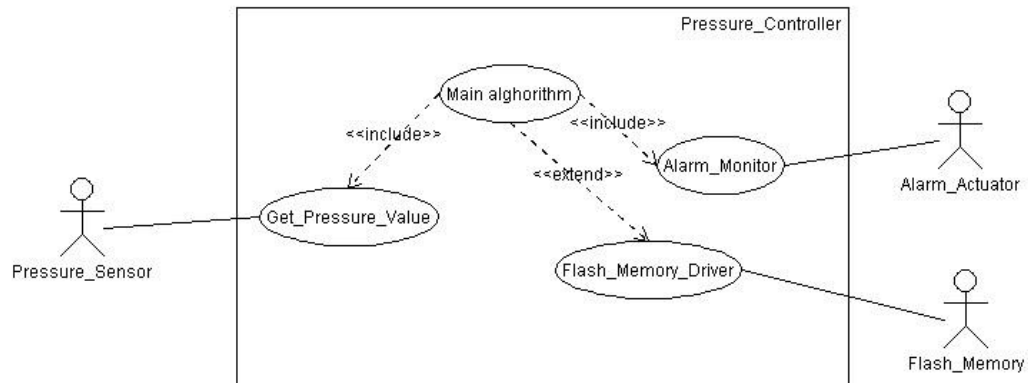 Pressure_Controller
Main alghorithm
<<include>>
<<include>>
Alarm_Monitor
<<extend>>
Alarm_Actuator
Get_Pressure_Value
Pressure_Sensor
Flash_Memory_Driver
Flash_Memory